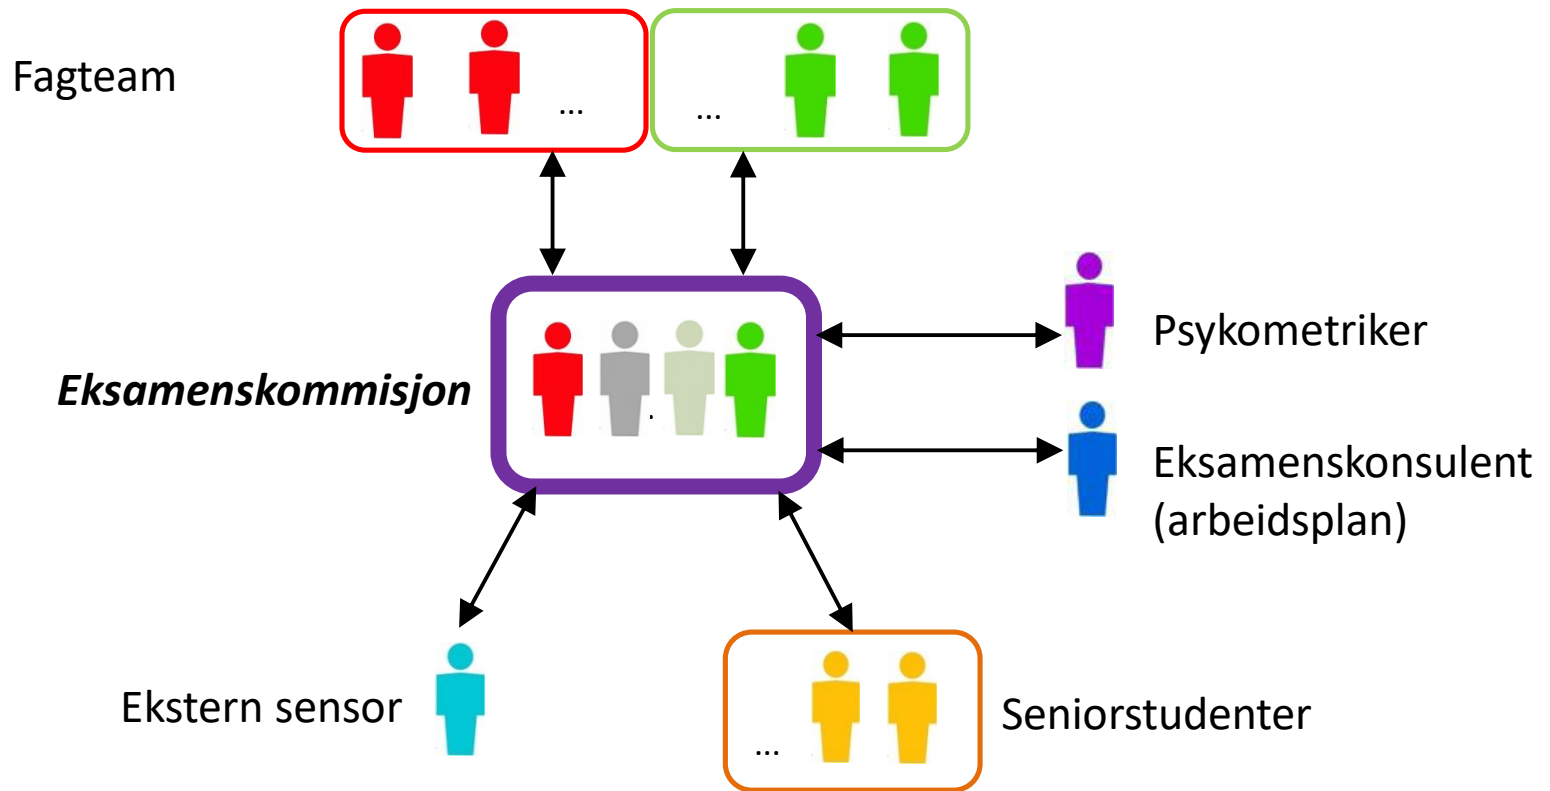 Fagteam
...
...
Psykometriker
Eksamenskommisjon
.
Eksamenskonsulent
(arbeidsplan)
Ekstern sensor
...
Seniorstudenter